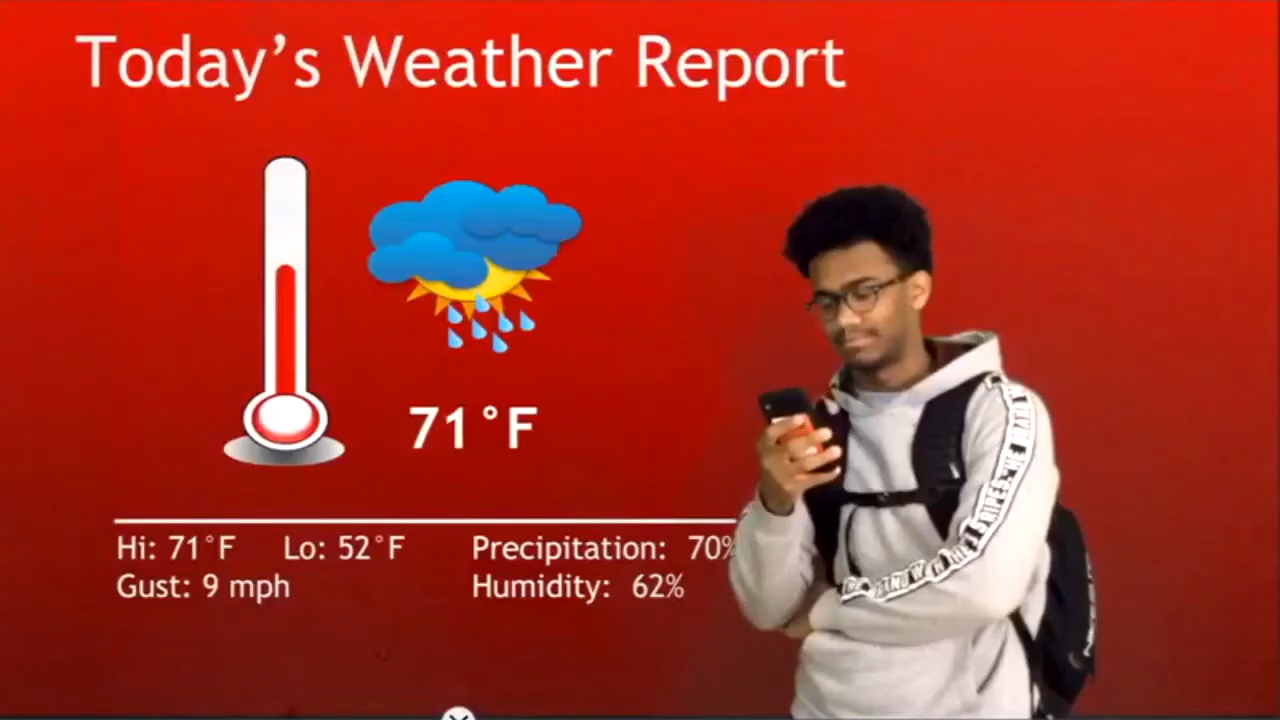 Today's Weather Report
71°F
Hi: 71°F Lo: 52°F Precipitation: 70%
Gust: 9 mph Humidity: 62%